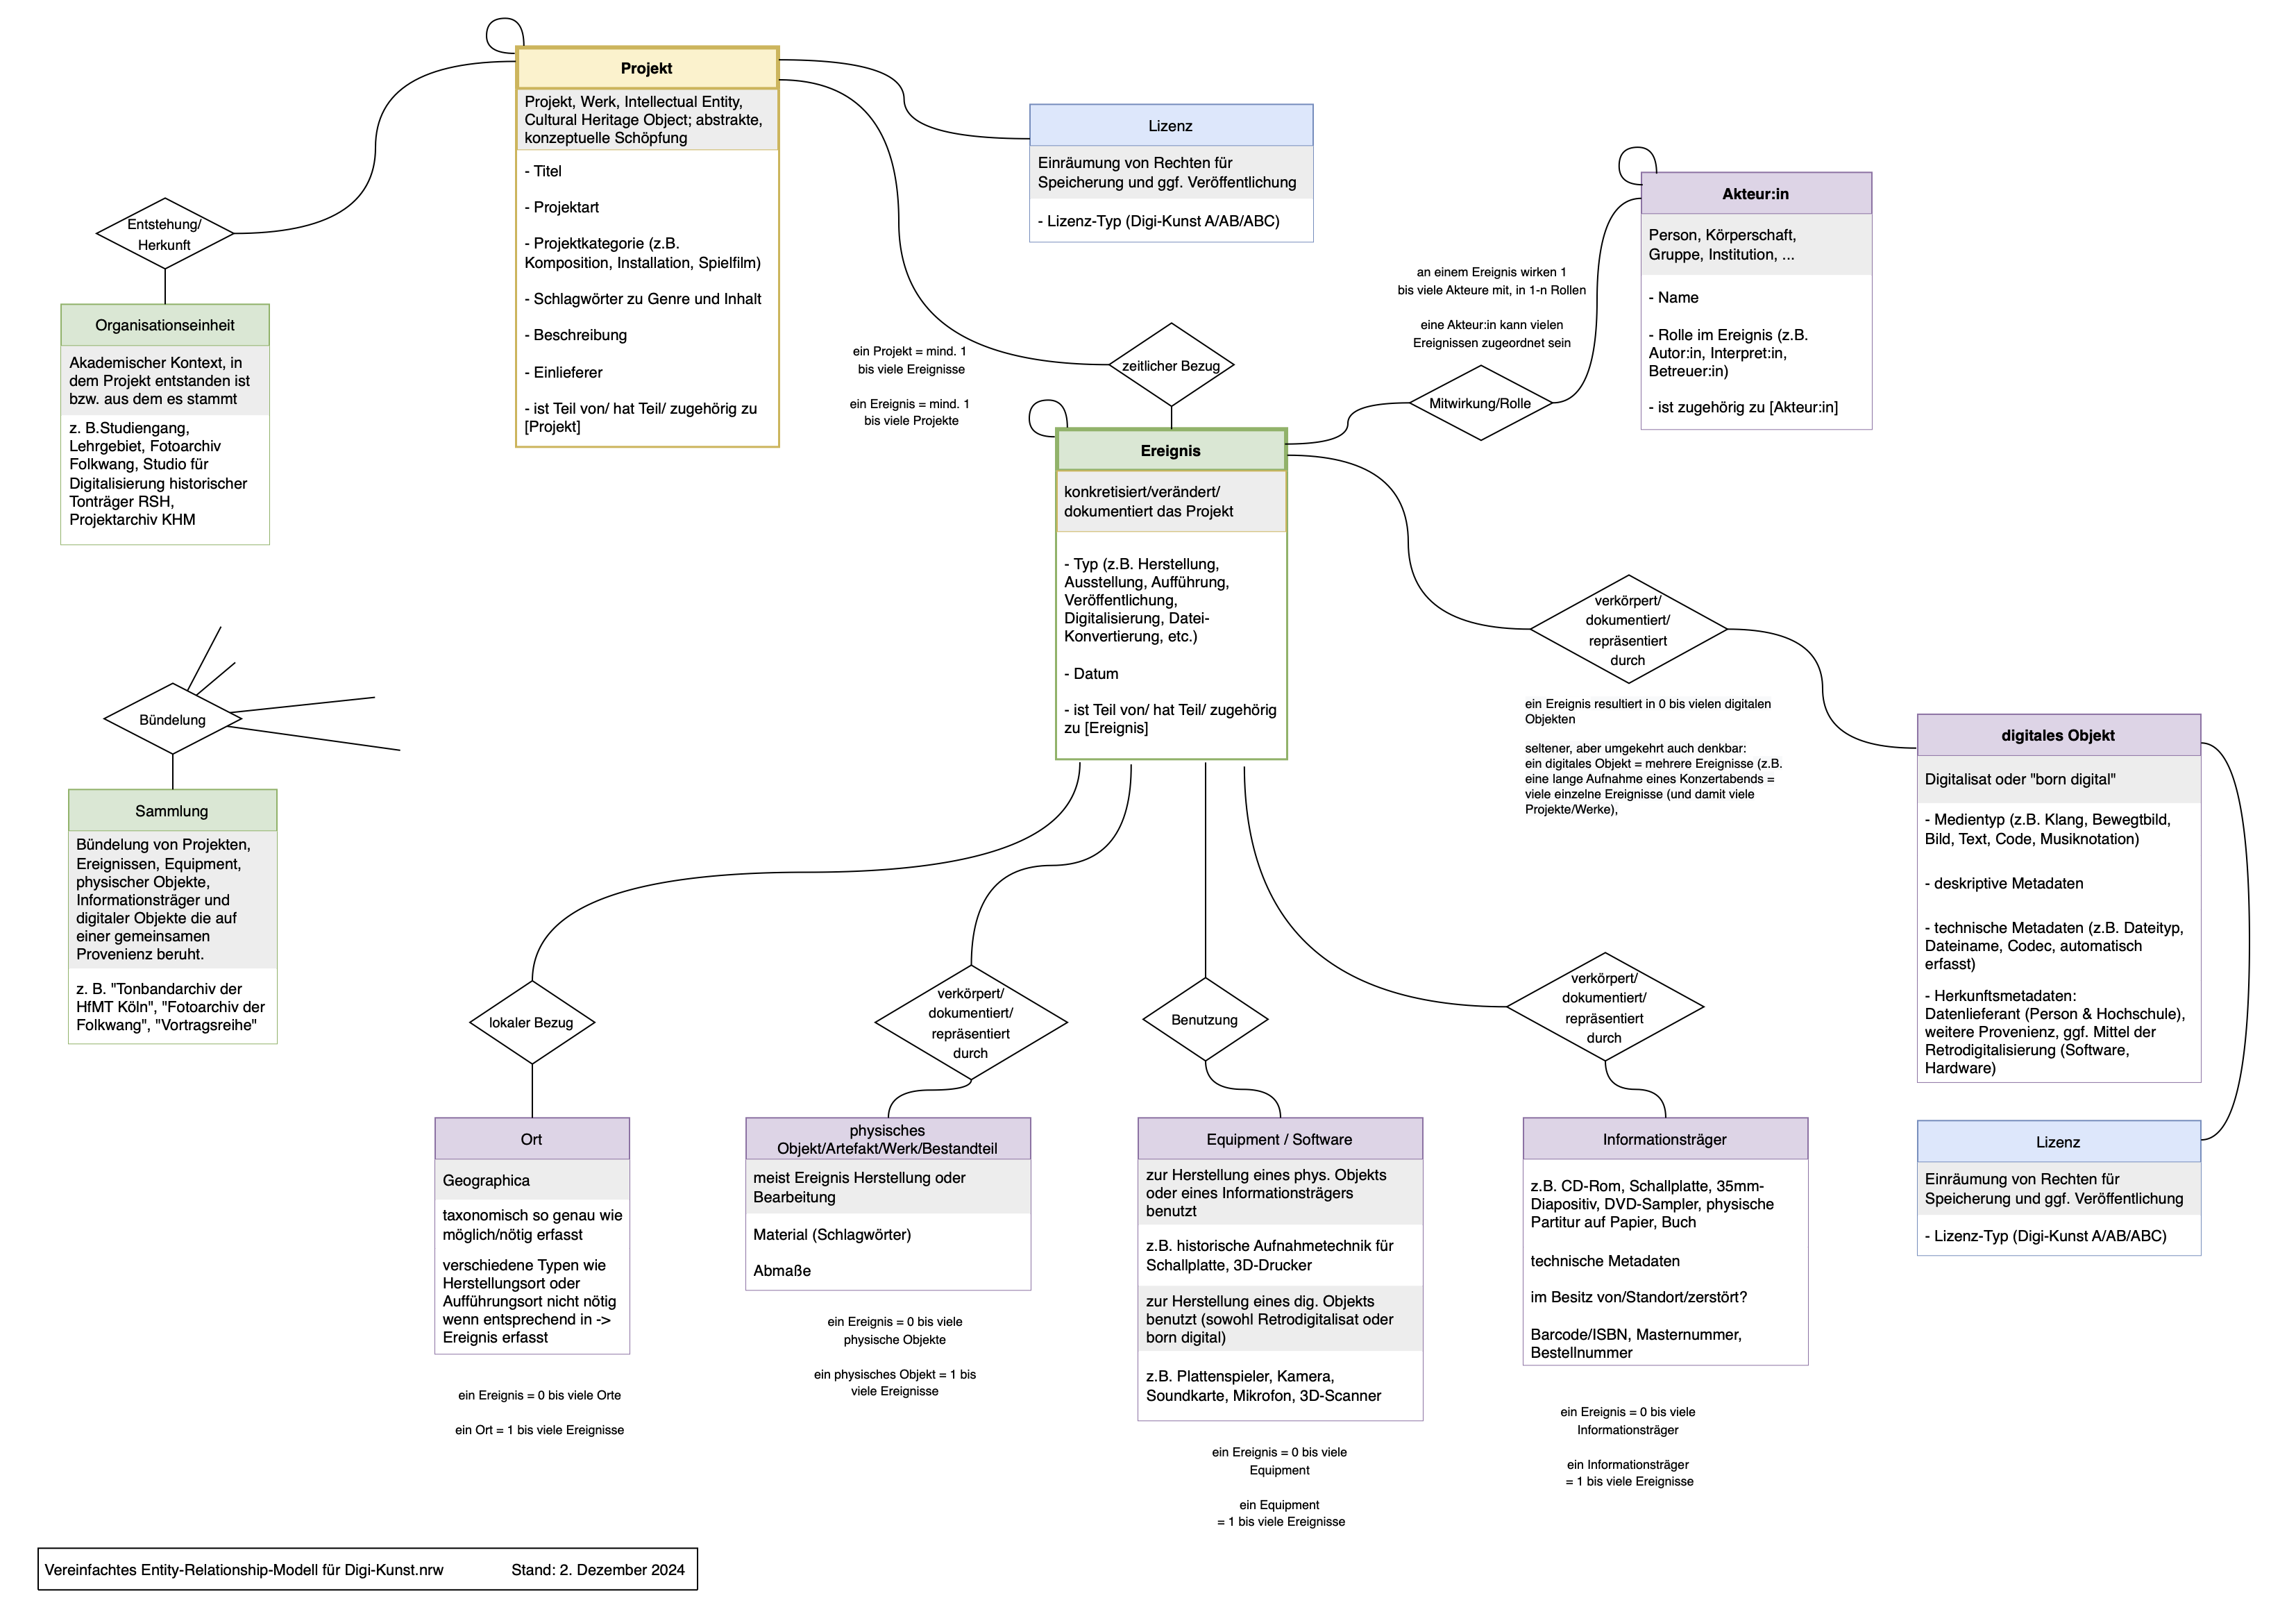 Projekt
Projekt, Werk, Intellectual Entity,
Cultural Heritage Object; abstrakte,
konzeptuelle Schöpfung
- Titel
- Projektart
- Projektkategorie (z.B.
Komposition, Installation, Spielfilm)
- Schlagwörter zu Genre und Inhalt
- Beschreibung
- Einlieferer
- ist Teil von/ hat Teil/ zugehörig zu
[Projekt]
Lizenz
Einräumung von Rechten für
Speicherung und ggf. Veröffentlichung
- Lizenz-Typ (Digi-Kunst A/AB/ABC)
Akteur:in
Person, Körperschaft,
Gruppe, Institution, ...
- Name
- Rolle im Ereignis (z.B.
Autor:in, Interpret:in,
Betreuer:in)
- ist zugehörig zu [Akteur:in]
Entstehung/
Herkunft
Organisationseinheit
Akademischer Kontext, in
dem Projekt entstanden ist
bzw. aus dem es stammt
z. B.Studiengang,
Lehrgebiet, Fotoarchiv
Folkwang, Studio für
Digitalisierung historischer
Tonträger RSH,
Projektarchiv KHM
an einem Ereignis wirken 1
bis viele Akteure mit, in 1-n Rollen
eine Akteur:in kann vielen
Ereignissen zugeordnet sein
Mitwirkung/Rolle
ein Projekt = mind. 1
bis viele Ereignisse
ein Ereignis = mind. 1
bis viele Projekte
zeitlicher Bezug
Ereignis
konkretisiert/verändert/
dokumentiert das Projekt
- Typ (z.B. Herstellung,
Ausstellung, Aufführung,
Veröffentlichung,
Digitalisierung, Datei-
Konvertierung, etc.)
- Datum
- ist Teil von/ hat Teil/ zugehörig
zu [Ereignis]
verkörpert/
dokumentiert/
repräsentiert
durch
ein Ereignis resultiert in 0 bis vielen digitalen
Objekten
seltener, aber umgekehrt auch denkbar:
ein digitales Objekt = mehrere Ereignisse (z.B.
eine lange Aufnahme eines Konzertabends =
viele einzelne Ereignisse (und damit viele
Projekte/Werke),
digitales Objekt
Digitalisat oder "born digital"
- Medientyp (z.B. Klang, Bewegtbild,
Bild, Text, Code, Musiknotation)
- deskriptive Metadaten
- technische Metadaten (z.B. Dateityp,
Dateiname, Codec, automatisch
erfasst)
- Herkunftsmetadaten:
Datenlieferant (Person & Hochschule),
weitere Provenienz, ggf. Mittel der
Retrodigitalisierung (Software,
Hardware)
Lizenz
Einräumung von Rechten für
Speicherung und ggf. Veröffentlichung
- Lizenz-Typ (Digi-Kunst A/AB/ABC)
Bündelung
Sammlung
Bündelung von Projekten,
Ereignissen, Equipment,
physischer Objekte,
Informationsträger und
digitaler Objekte die auf
einer gemeinsamen
Provenienz beruht.
z. B. "Tonbandarchiv der
HfMT Köln", "Fotoarchiv der
Folkwang", "Vortragsreihe"
lokaler Bezug
Ort
Geographica
taxonomisch so genau wie
möglich/nötig erfasst
verschiedene Typen wie
Herstellungsort oder
Aufführungsort nicht nötig
wenn entsprechend in ->
Ereignis erfasst
ein Ereignis = 0 bis viele Orte
ein Ort = 1 bis viele Ereignisse
verkörpert/
dokumentiert/
repräsentiert
durch
physisches
Objekt/Artefakt/Werk/Bestandteil
meist Ereignis Herstellung oder
Bearbeitung
Material (Schlagwörter)
Abmaße
ein Ereignis = 0 bis viele
physische Objekte
ein physisches Objekt = 1 bis
viele Ereignisse
Benutzung
Equipment / Software
zur Herstellung eines phys. Objekts
oder eines Informationsträgers
benutzt
z.B. historische Aufnahmetechnik für
Schallplatte, 3D-Drucker
zur Herstellung eines dig. Objekts
benutzt (sowohl Retrodigitalisat oder
born digital)
z.B. Plattenspieler, Kamera,
Soundkarte, Mikrofon, 3D-Scanner
ein Ereignis = 0 bis viele
Equipment
ein Equipment
= 1 bis viele Ereignisse
verkörpert/
dokumentiert/
repräsentiert
durch
Informationsträger
z.B. CD-Rom, Schallplatte, 35mm-
Diapositiv, DVD-Sampler, physische
Partitur auf Papier, Buch
technische Metadaten
im Besitz von/Standort/zerstört?
Barcode/ISBN, Masternummer,
Bestellnummer
ein Ereignis = 0 bis viele
Informationsträger
ein Informationsträger
= 1 bis viele Ereignisse
Vereinfachtes Entity-Relationship-Modell für Digi-Kunst.nrw Stand: 2. Dezember 2024